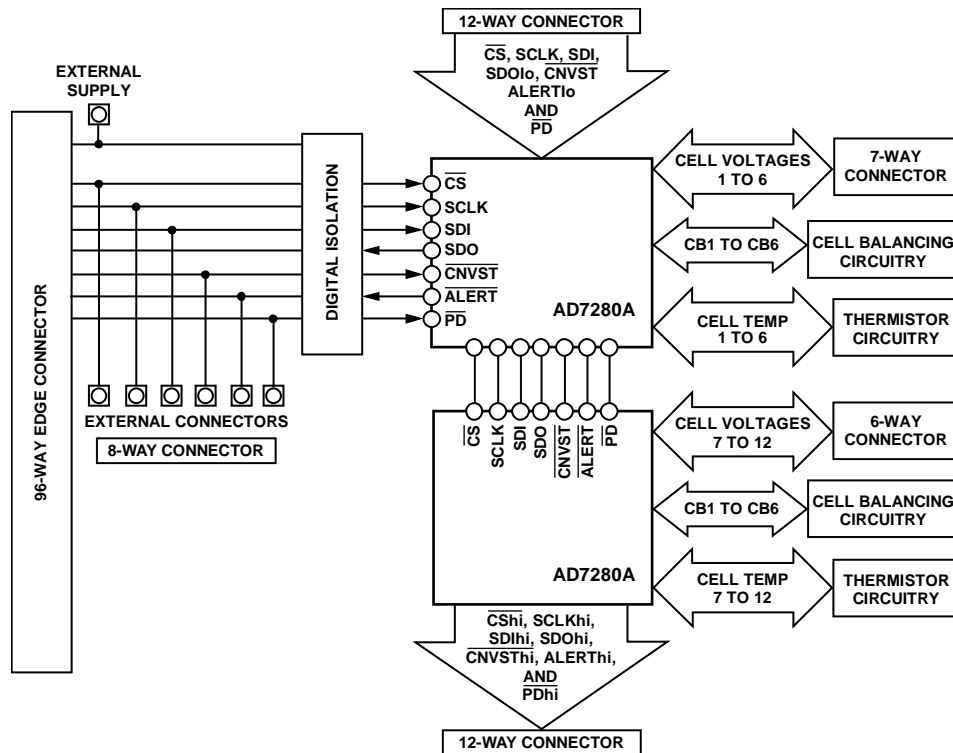 12-WAY CONNECTOR
CS, SCLK, SDI,
SDOlo, CNVST
ALERTlo
AND
PD
EXTERNAL
SUPPLY
96-WAY EDGE CONNECTOR
DIGITAL ISOLATION
CS
SCLK
SDI
SDO
CNVST
ALERT
PD
AD7280A
CELL VOLTAGES
1 TO 6
7-WAY
CONNECTOR
CB1 TO CB6
CELL BALANCING
CIRCUITRY
CELL TEMP
1 TO 6
THERMISTOR
CIRCUITRY
EXTERNAL CONNECTORS
8-WAY CONNECTOR
CS
SCLK
SDI
SDO
CNVST
ALERT
PD
AD7280A
CELL VOLTAGES
7 TO 12
6-WAY
CONNECTOR
CB1 TO CB6
CELL BALANCING
CIRCUITRY
CELL TEMP
7 TO 12
THERMISTOR
CIRCUITRY
CShi, SCLKhi,
SDIhi, SDOhi,
CNVSThi, ALERThi,
AND
PDhi
12-WAY CONNECTOR